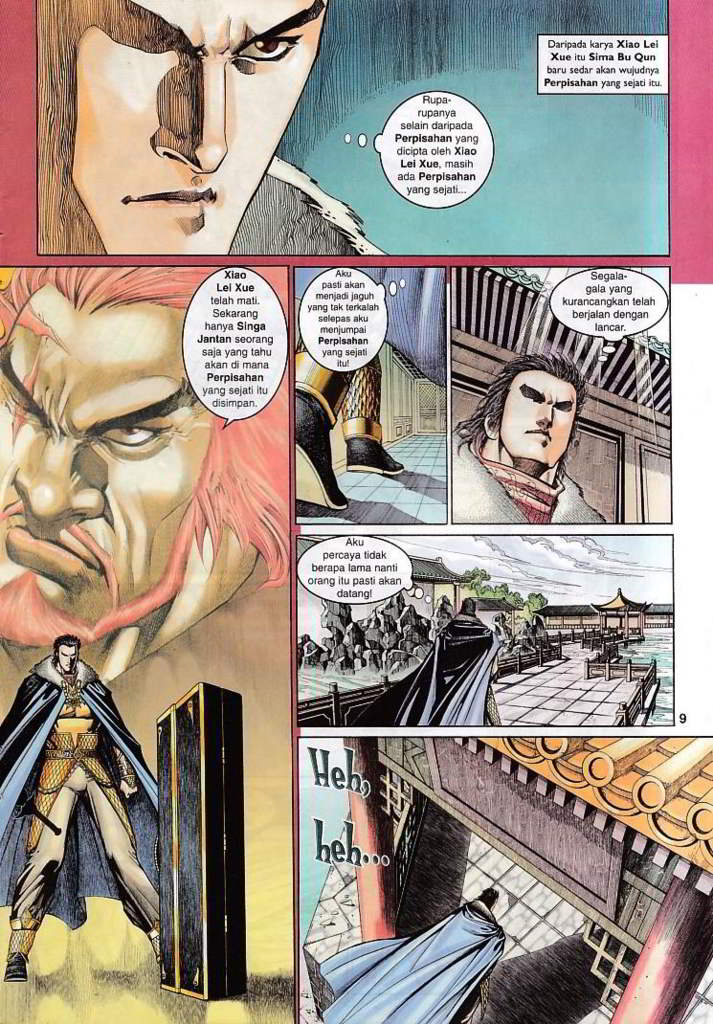 Daripada karya Xiao Lei
Xue itu Sima Bu Qun
baru sedar akan wujudnya
Perpisahan yang sejati itu.
Rupa-
rupanya
selain daripada
Perpisahan yang
dicipta oleh Xiao
Lei Xue, masih
ada Perpisahan
yang sejati...
Xiao
Lei Xue
telah mati.
Sekarang
hanya Singa
Jantan seorang
saja yang tahu
akan di mana
Perpisahan
yang sejati itu
disimpan.
Aku
pasti akan
menjadi jaguh
yang tak terkalah
selepas aku
menjumpai
Perpisahan
yang sejati
itu!
Segala-
gala yang
kurancangkan telah
berjalan dengan
lancar.
Aku
percaya tidak
berapa lama nanti
orang itu pasti akan
datang!
9
Heh,
heh...